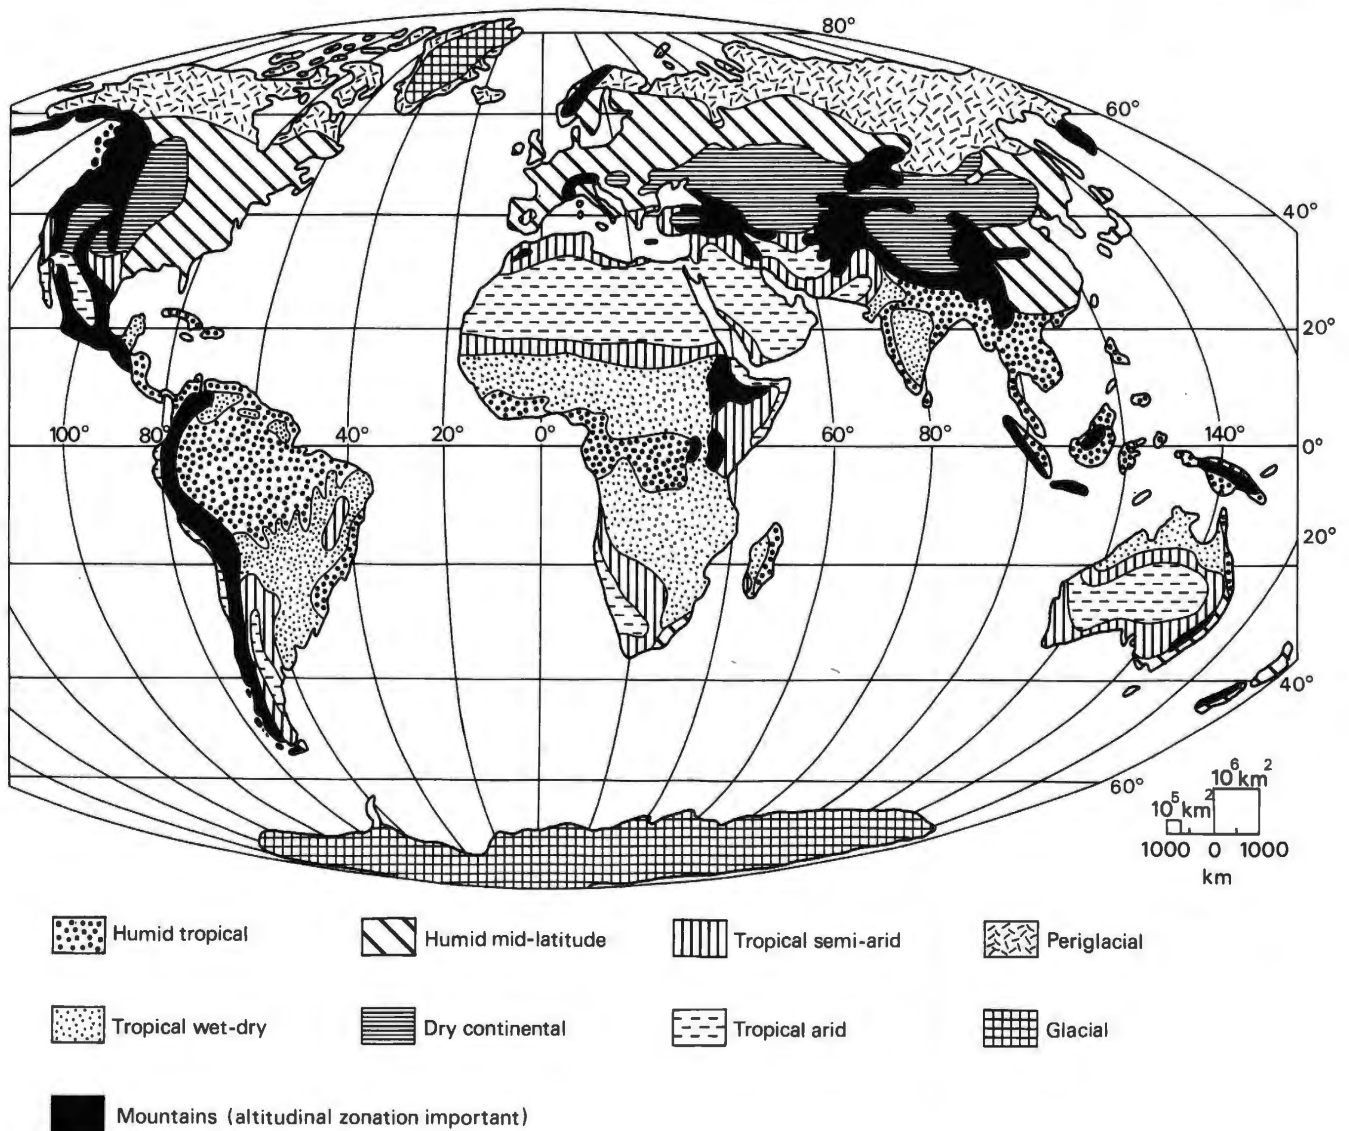 80°
60°
40°
20°
100° 80° 40° 20° 0° 60° 80° 140° 0°
20°
40°
60°
10⁶km²
10⁵km²
1000 0 1000
km
Humid tropical
Humid mid-latitude
Tropical semi-arid
Periglacial
Tropical wet-dry
Dry continental
Tropical arid
Glacial
Mountains (altitudinal zonation important)